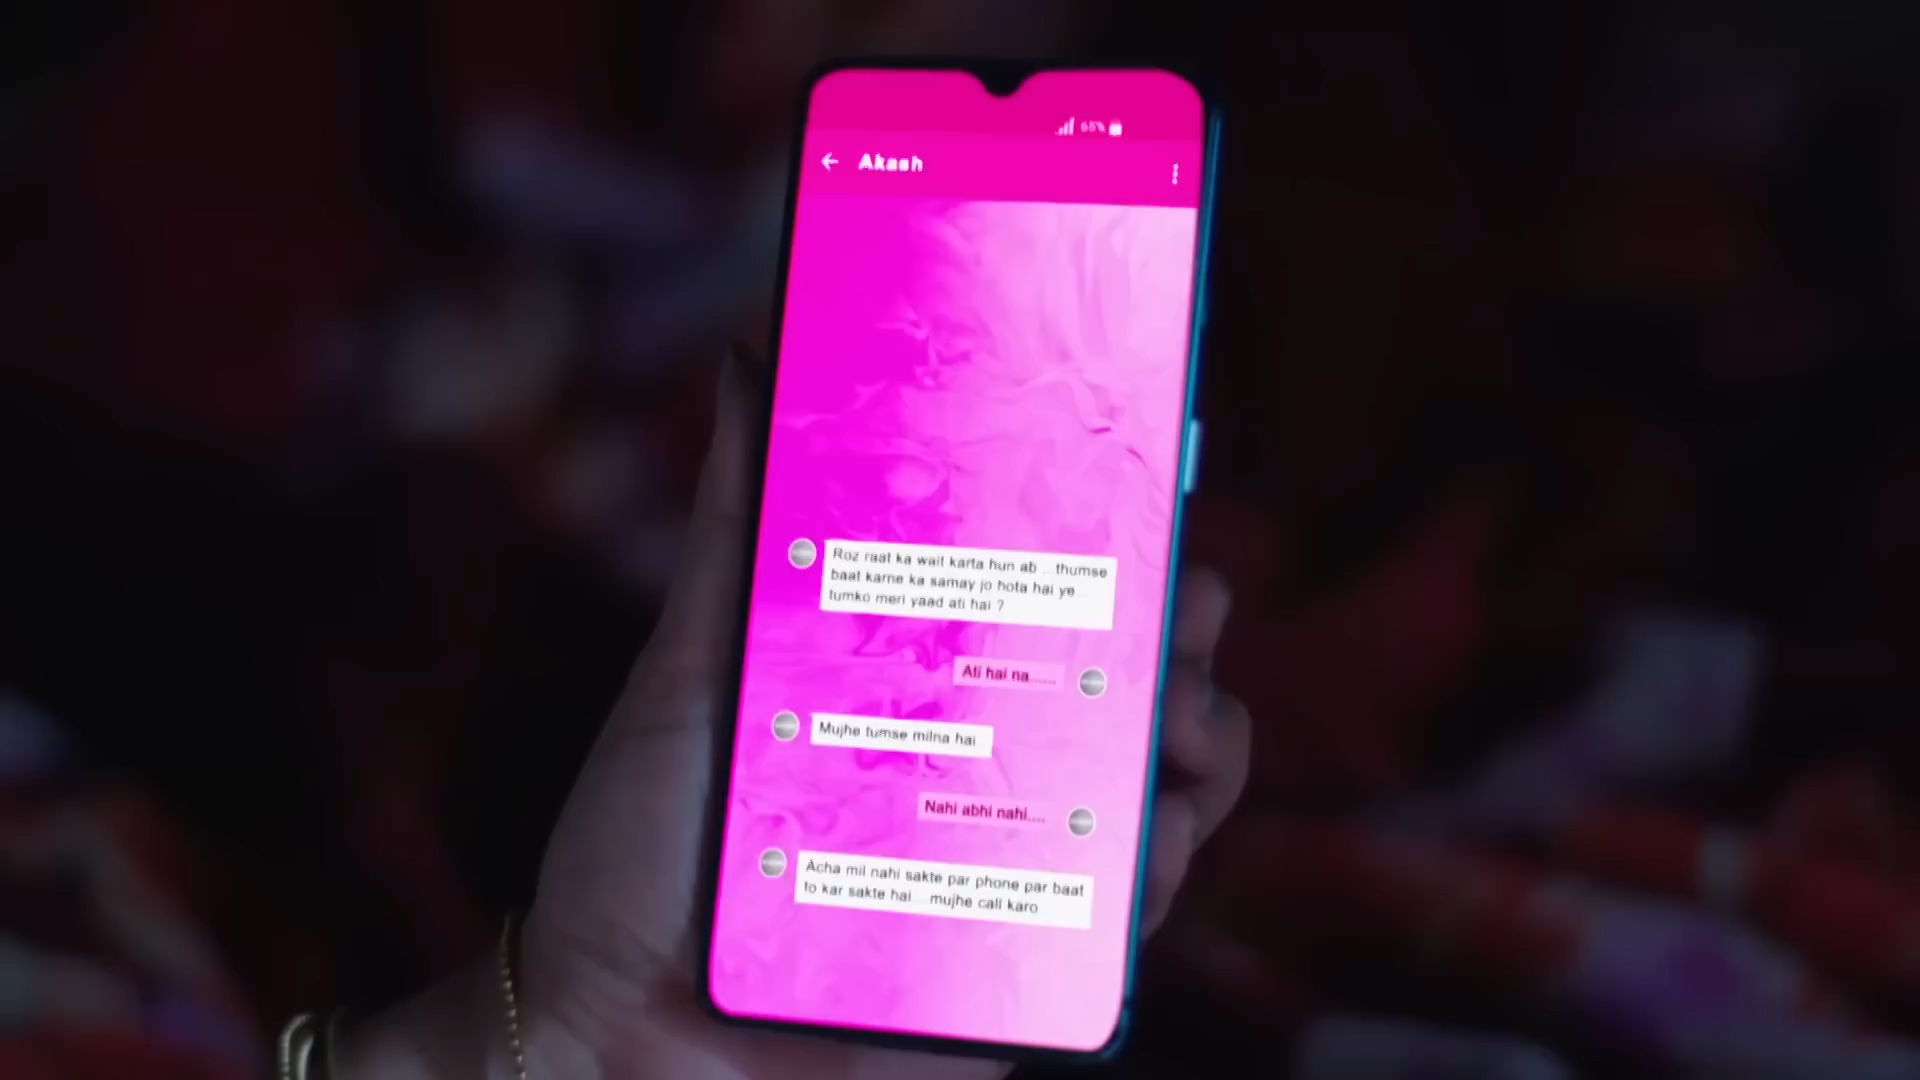 65%
Akash
Roz raat ka wait karta hun ab ...thumse
baat karne ka samay jo hota hai ye...
tumko meri yaad ati hai ?
Ati hai na......
Mujhe tumse milna hai
Nahi abhi nahi....
Acha mil nahi sakte par phone par baat
to kar sakte hai....mujhe call karo